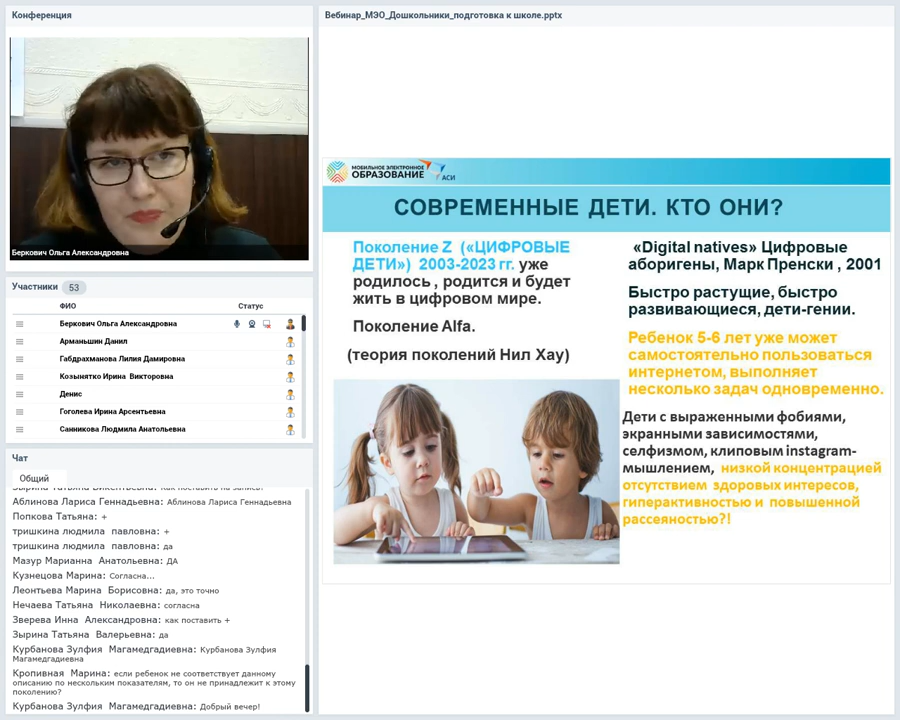 Конференция
Беркович Ольга Александровна
Участники 53
ФИО Статус
Беркович Ольга Александровна
Арманьшин Данил
Габдрахманова Лилия Дамировна
Козынятко Ирина Викторовна
Денис
Гоголева Ирина Арсентьевна
Санникова Людмила Анатольевна
Чат
Общий
Аблинова Лариса Геннадьевна: Аблинова Лариса Геннадьевна
Попкова Татьяна: +
тришкина людмила павловна: +
тришкина людмила павловна: да
Мазур Марианна Анатольевна: ДА
Кузнецова Марина: Согласна...
Леонтьева Марина Борисовна: да, это точно
Нечаева Татьяна Николаевна: согласна
Зверева Инна Александровна: как поставить +
Зырина Татьяна Валерьевна: да
Курбанова Зулфия Магамедгадиевна: Курбанова Зулфия
Магамедгадиевна
Кропивная Марина: если ребенок не соответствует данному
описанию по нескольким показателям, то он не принадлежит к этому
поколению?
Курбанова Зулфия Магамедгадиевна: Добрый вечер!
Вебинар_МЭО_Дошкольники_подготовка к школе.pptx
МОБИЛЬНОЕ ЭЛЕКТРОННОЕ
ОБРАЗОВАНИЕ
АСИ
СОВРЕМЕННЫЕ ДЕТИ. КТО ОНИ?
Поколение Z («ЦИФРОВЫЕ
ДЕТИ») 2003-2023 гг. уже
родилось , родится и будет
жить в цифровом мире.
Поколение Alfa.
(теория поколений Нил Хау)
«Digital natives» Цифровые
аборигены, Марк Пренски , 2001
Быстро растущие, быстро
развивающиеся, дети-гении.
Ребенок 5-6 лет уже может
самостоятельно пользоваться
интернетом, выполняет
несколько задач одновременно.
Дети с выраженными фобиями,
экранными зависимостями,
селфизмом, клиповым instagram-
мышлением, низкой концентрацией
отсутствием здоровых интересов,
гиперактивностью и повышенной
рассеяностью?!